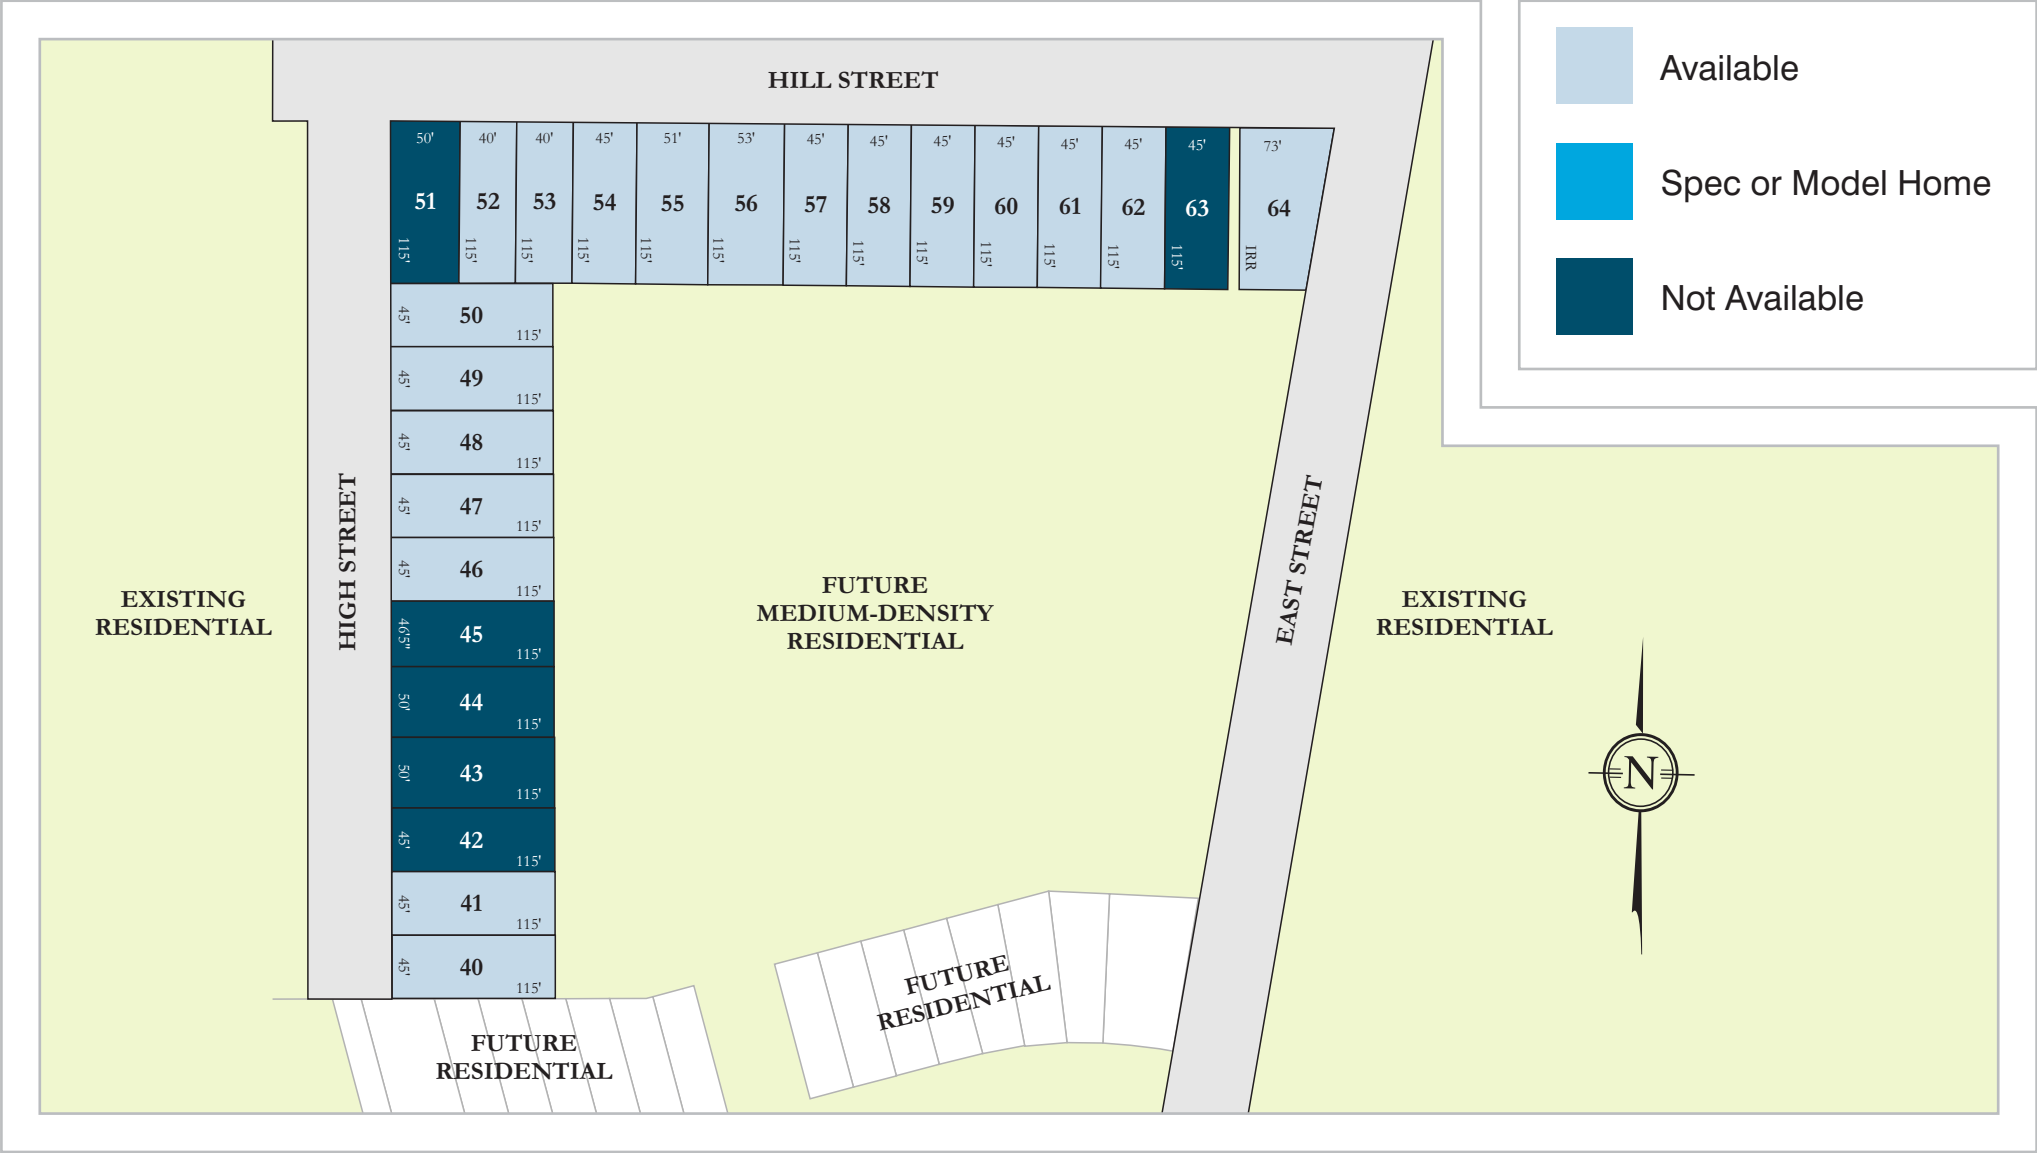 HILL STREET
Available
Spec or Model Home
Not Available
50' 40' 40' 45' 51' 53' 45' 45' 45' 45' 45' 45' 45' 73'
51 52 53 54 55 56 57 58 59 60 61 62 63 64
115' 115' 115' 115' 115' 115' 115' 115' 115' 115' 115' 115' 115' IRR
45' 50 115'
45' 49 115'
45' 48 115'
45' 47 115'
45' 46 115'
46'5" 45 115'
50' 44 115'
50' 43 115'
45' 42 115'
45' 41 115'
45' 40 115'
HIGH STREET
EXISTING
RESIDENTIAL
FUTURE
MEDIUM-DENSITY
RESIDENTIAL
EAST STREET
EXISTING
RESIDENTIAL
N
FUTURE
RESIDENTIAL
FUTURE
RESIDENTIAL